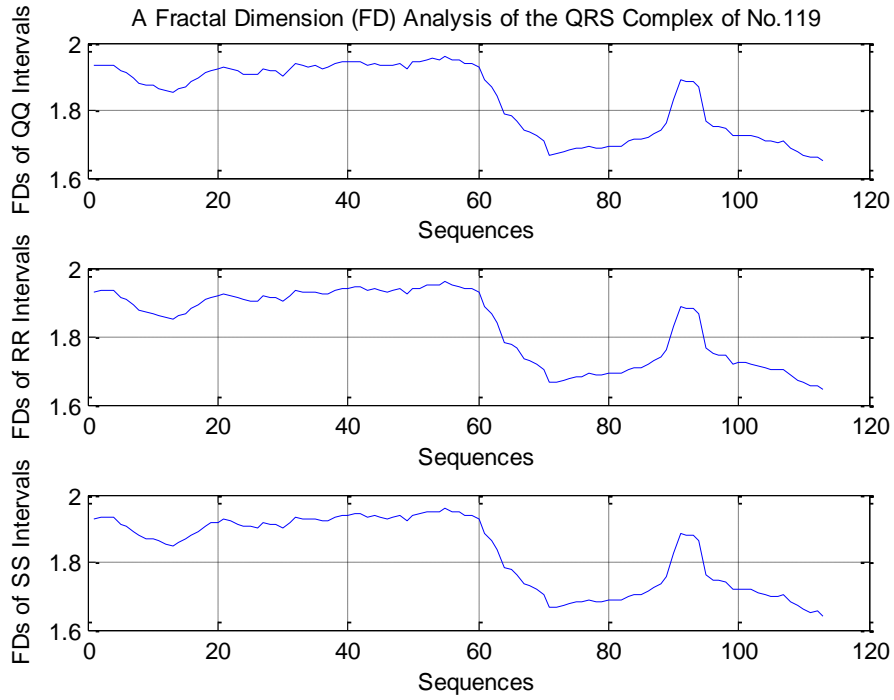 A Fractal Dimension (FD) Analysis of the QRS Complex of No.119
FDs of QQ Intervals
2
1.8
1.6
0 20 40 60 80 100 120
Sequences
FDs of RR Intervals
2
1.8
1.6
0 20 40 60 80 100 120
Sequences
FDs of SS Intervals
2
1.8
1.6
0 20 40 60 80 100 120
Sequences